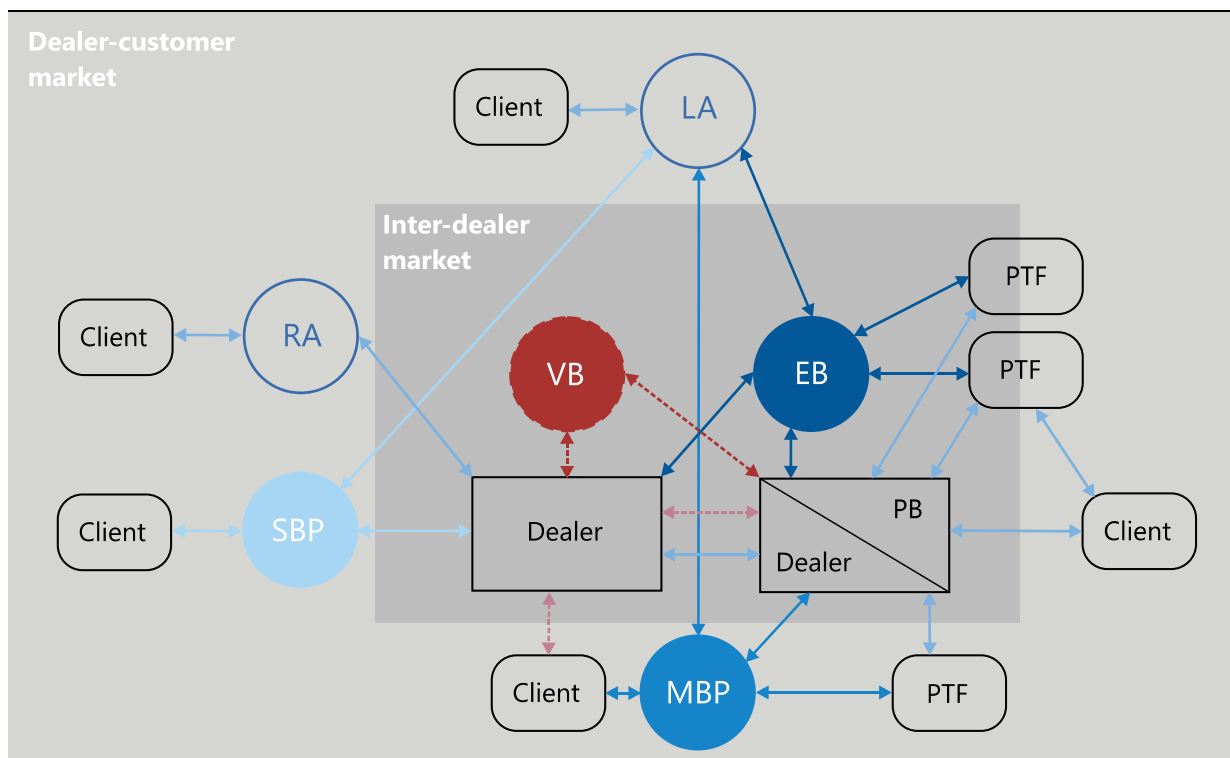 Dealer-customer
market
Client
LA
Inter-dealer
market
PTF
Client
RA
VB
EB
PTF
Client
SBP
Dealer
PB
Dealer
Client
Client
MBP
PTF